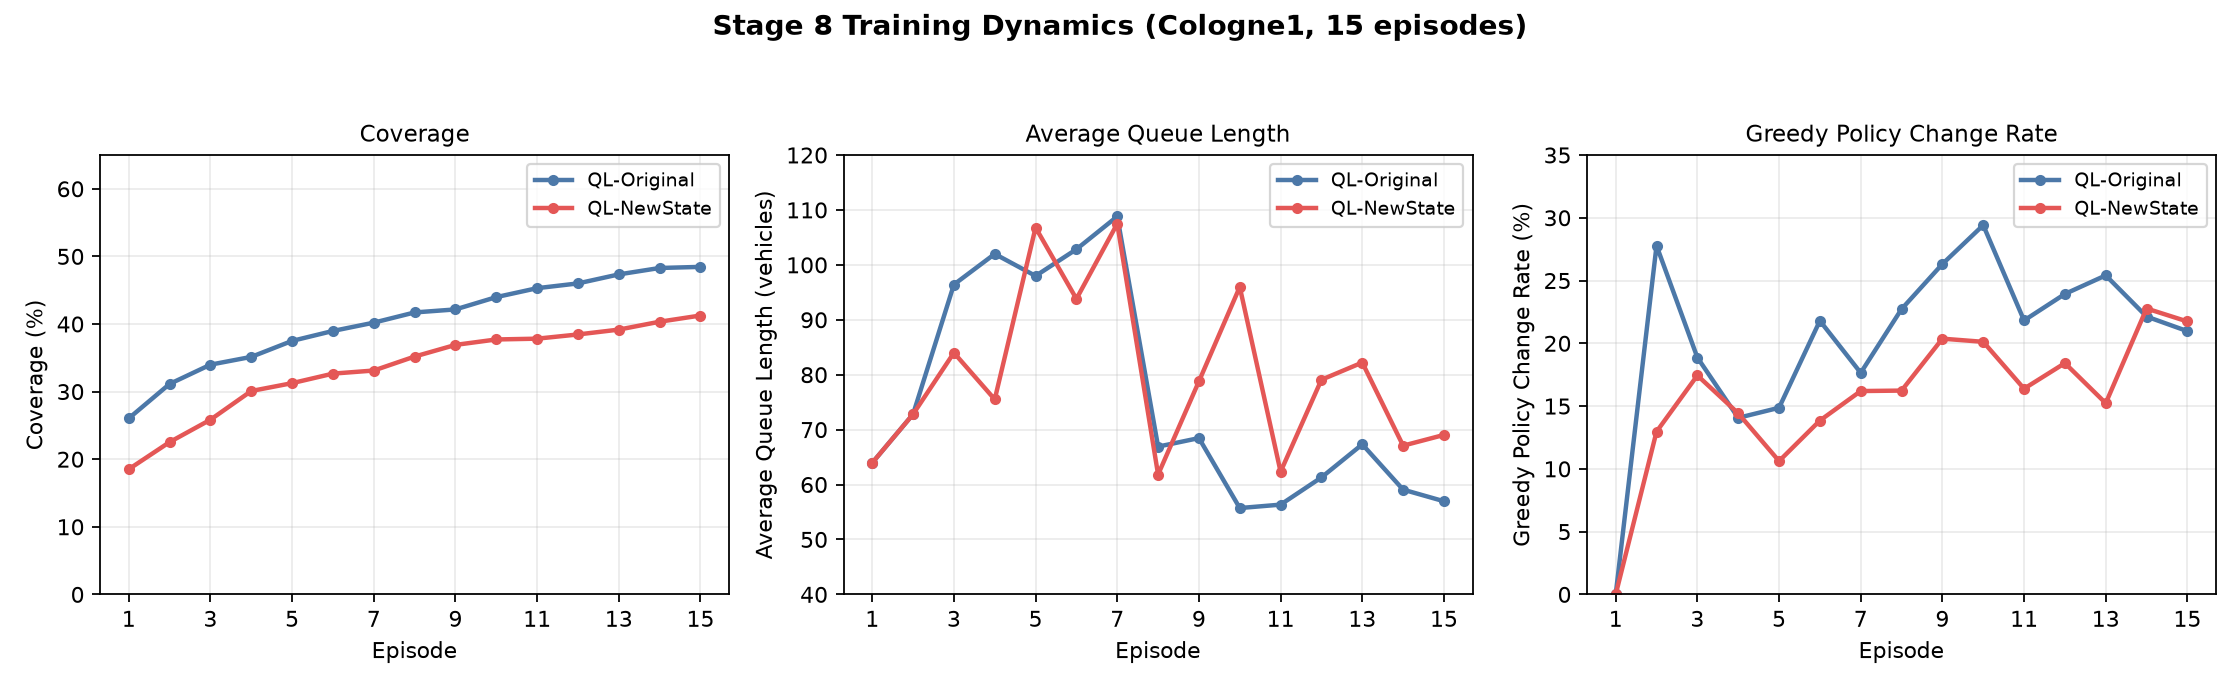 Stage 8 Training Dynamics (Cologne1, 15 episodes)
Coverage
Coverage (%)
60
50
40
30
20
10
0
1 3 5 7 9 11 13 15
Episode
QL-Original
QL-NewState
Average Queue Length
Average Queue Length (vehicles)
120
110
100
90
80
70
60
50
40
1 3 5 7 9 11 13 15
Episode
QL-Original
QL-NewState
Greedy Policy Change Rate
Greedy Policy Change Rate (%)
35
30
25
20
15
10
5
0
1 3 5 7 9 11 13 15
Episode
QL-Original
QL-NewState